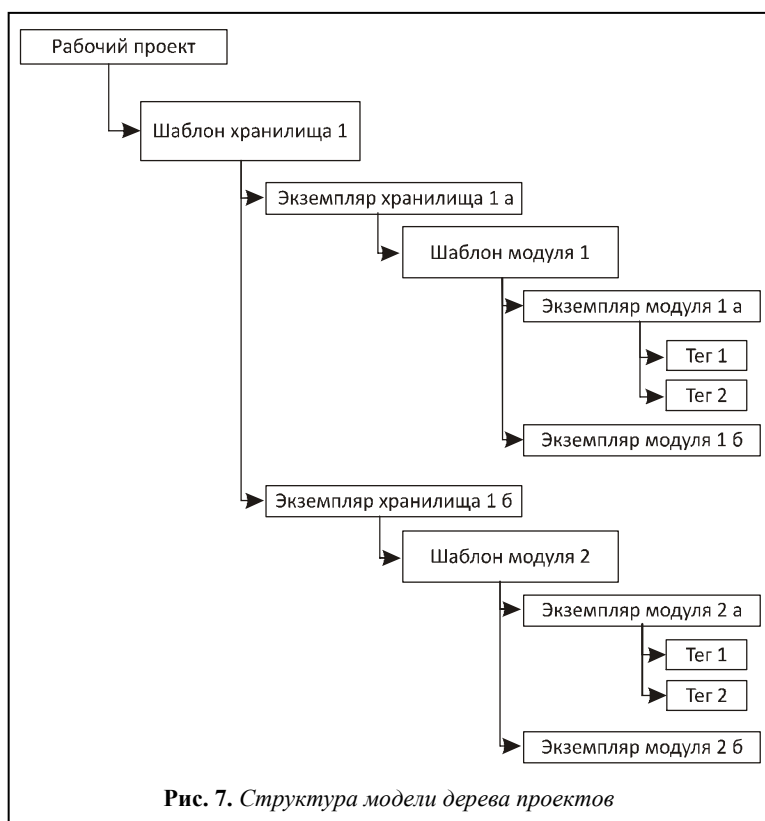 Рабочий проект
Шаблон хранилища 1
Экземпляр хранилища 1 а
Шаблон модуля 1
Экземпляр модуля 1 а
Тег 1
Тег 2
Экземпляр модуля 1 б
Экземпляр хранилища 1 б
Шаблон модуля 2
Экземпляр модуля 2 а
Тег 1
Тег 2
Экземпляр модуля 2 б
Рис. 7. Структура модели дерева проектов